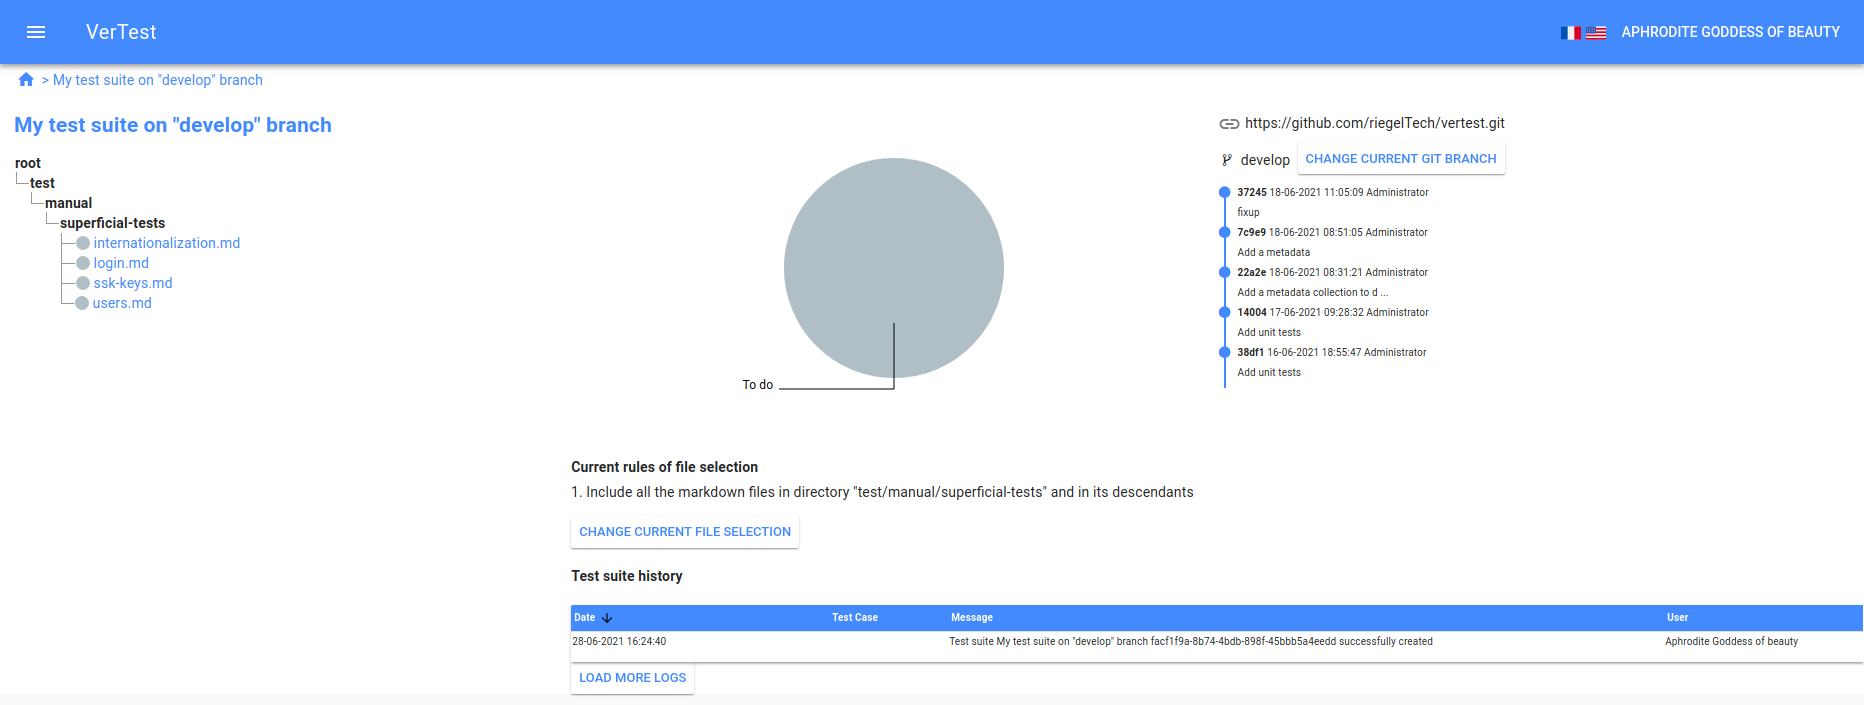 VerTest
APHRODITE GODDESS OF BEAUTY
> My test suite on "develop" branch
My test suite on "develop" branch
root
test
manual
superficial-tests
internationalization.md
login.md
ssk-keys.md
users.md
To do
https://github.com/riegelTech/vertest.git
develop CHANGE CURRENT GIT BRANCH
37245 18-06-2021 11:05:09 Administrator
fixup
7c9e9 18-06-2021 08:51:05 Administrator
Add a metadata
22a2e 18-06-2021 08:31:21 Administrator
Add a metadata collection to d ...
14004 17-06-2021 09:28:32 Administrator
Add unit tests
38df1 16-06-2021 18:55:47 Administrator
Add unit tests
Current rules of file selection
1. Include all the markdown files in directory "test/manual/superficial-tests" and in its descendants
CHANGE CURRENT FILE SELECTION
Test suite history
Date Test Case Message User
28-06-2021 16:24:40 Test suite My test suite on "develop" branch facf1f9a-8b74-4bdb-898f-45bbb5a4eedd successfully created Aphrodite Goddess of beauty
LOAD MORE LOGS